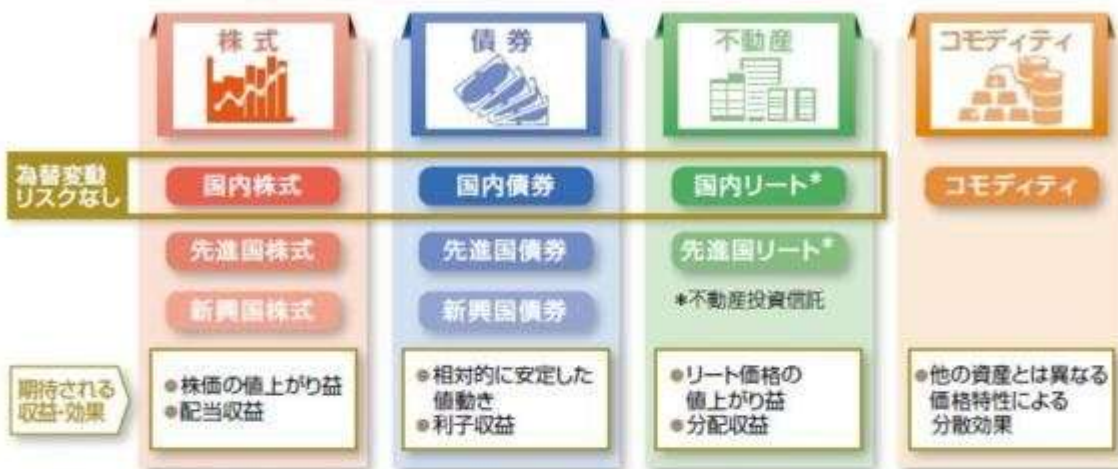 株式
債券
不動産
コモディティ
為替変動
リスクなし
国内株式
国内債券
国内リート*
コモディティ
先進国株式
先進国債券
先進国リート*
新興国株式
新興国債券
*不動産投資信託
期待される
収益・効果
●株価の値上がり益
●配当収益
●相対的に安定した
値動き
●利子収益
●リート価格の
値上がり益
●分配収益
●他の資産とは異なる
価格特性による
分散効果